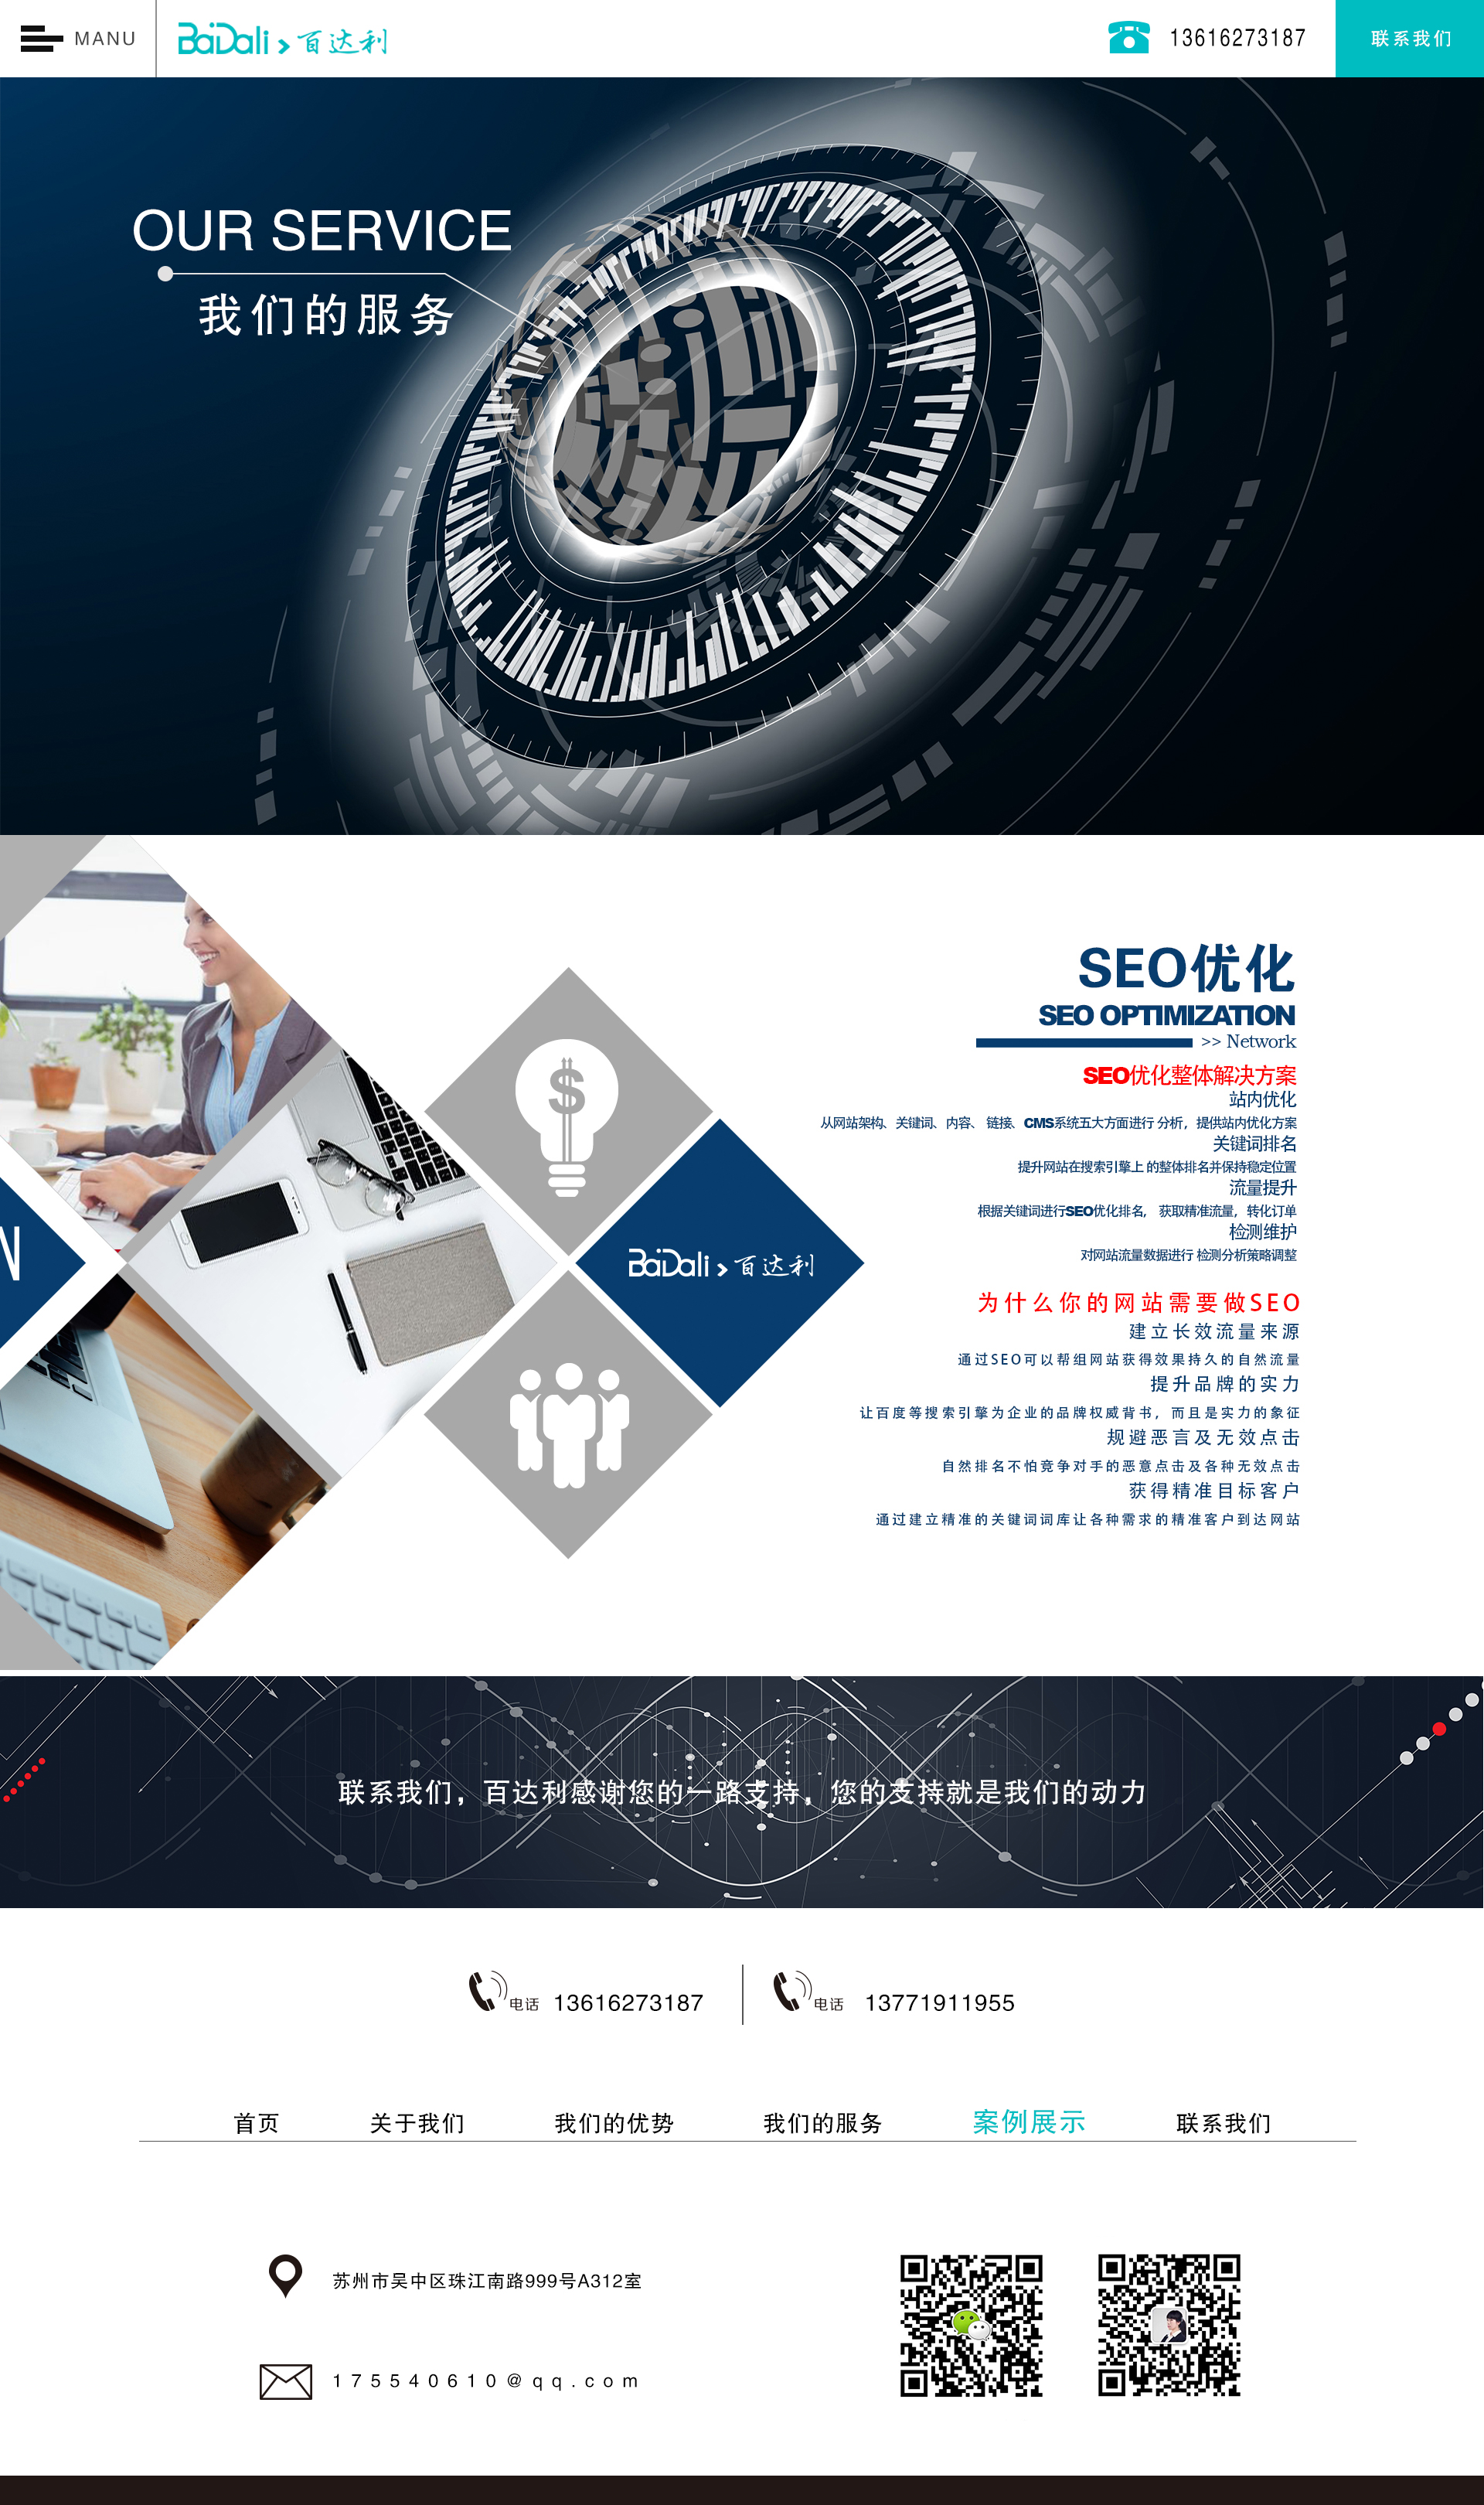 MANU
BaiDali 百达利
13616273187
联系我们
OUR SERVICE
我们的服务
SEO优化
SEO OPTIMIZATION
>> Network
SEO优化整体解决方案
站内优化
从网站架构、关键词、内容、 链接、CMS系统五大方面进行 分析，提供站内优化方案
关键词排名
提升网站在搜索引擎上 的整体排名并保持稳定位置
流量提升
根据关键词进行SEO优化排名， 获取精准流量，转化订单
检测维护
对网站流量数据进行 检测分析策略调整
N
BaiDali 百达利
为什么你的网站需要做SEO
建立长效流量来源
通过SEO可以帮组网站获得效果持久的自然流量
提升品牌的实力
让百度等搜索引擎为企业的品牌权威背书，而且是实力的象征
规避恶言及无效点击
自然排名不怕竞争对手的恶意点击及各种无效点击
获得精准目标客户
通过建立精准的关键词词库让各种需求的精准客户到达网站
联系我们，百达利感谢您的一路支持，您的支持就是我们的动力
电话 13616273187
电话 13771911955
首页 关于我们 我们的优势 我们的服务 案例展示 联系我们
苏州市吴中区珠江南路999号A312室
175540610@qq.com